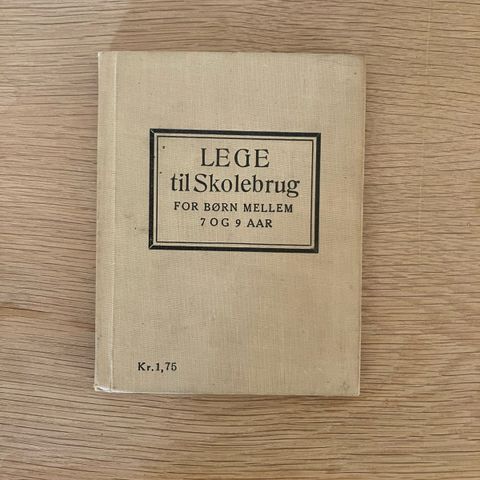 LEGE
til Skolebrug
FOR BØRN MELLEM
7 OG 9 AAR
Kr. 1,75